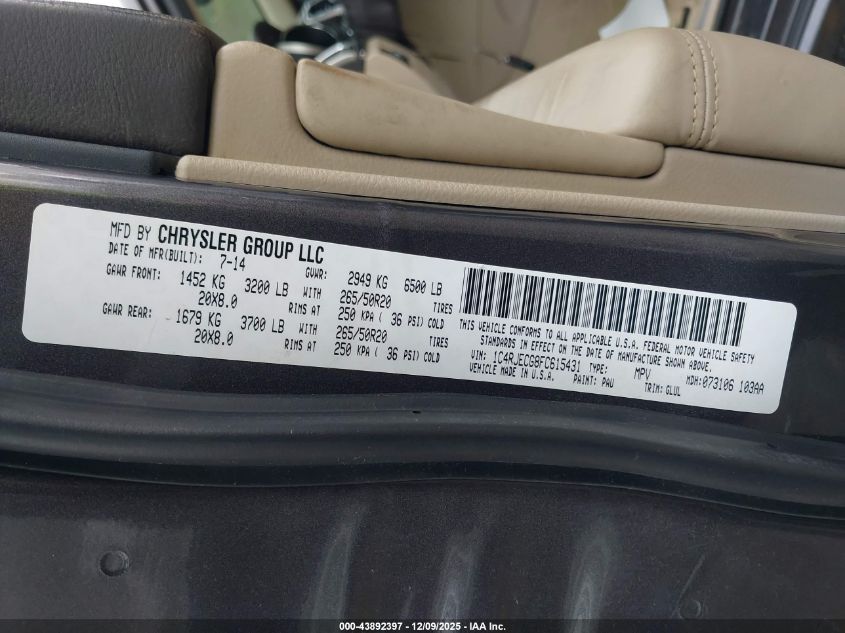 MFD BY CHRYSLER GROUP LLC
DATE OF MFR(BUILT): 7-14 GVWR: 2949 KG 6500 LB
GAWR FRONT: 1452 KG 3200 LB WITH 265/50R20 TIRES
20X8.0 RIMS AT 250 KPA ( 36 PSI) COLD
GAWR REAR: 1679 KG 3700 LB WITH 265/50R20 TIRES
20X8.0 RIMS AT 250 KPA ( 36 PSI) COLD
THIS VEHICLE CONFORMS TO ALL APPLICABLE U.S.A. FEDERAL MOTOR VEHICLE SAFETY
STANDARDS IN EFFECT ON THE DATE OF MANUFACTURE SHOWN ABOVE.
VIN: 1C4RJECG8FC615431 TYPE: MPV MDH:073106 103AA
VEHICLE MADE IN U.S.A. PAINT: PAU TRIM: GLUL
000-43892397 - 12/09/2025 - IAA Inc.